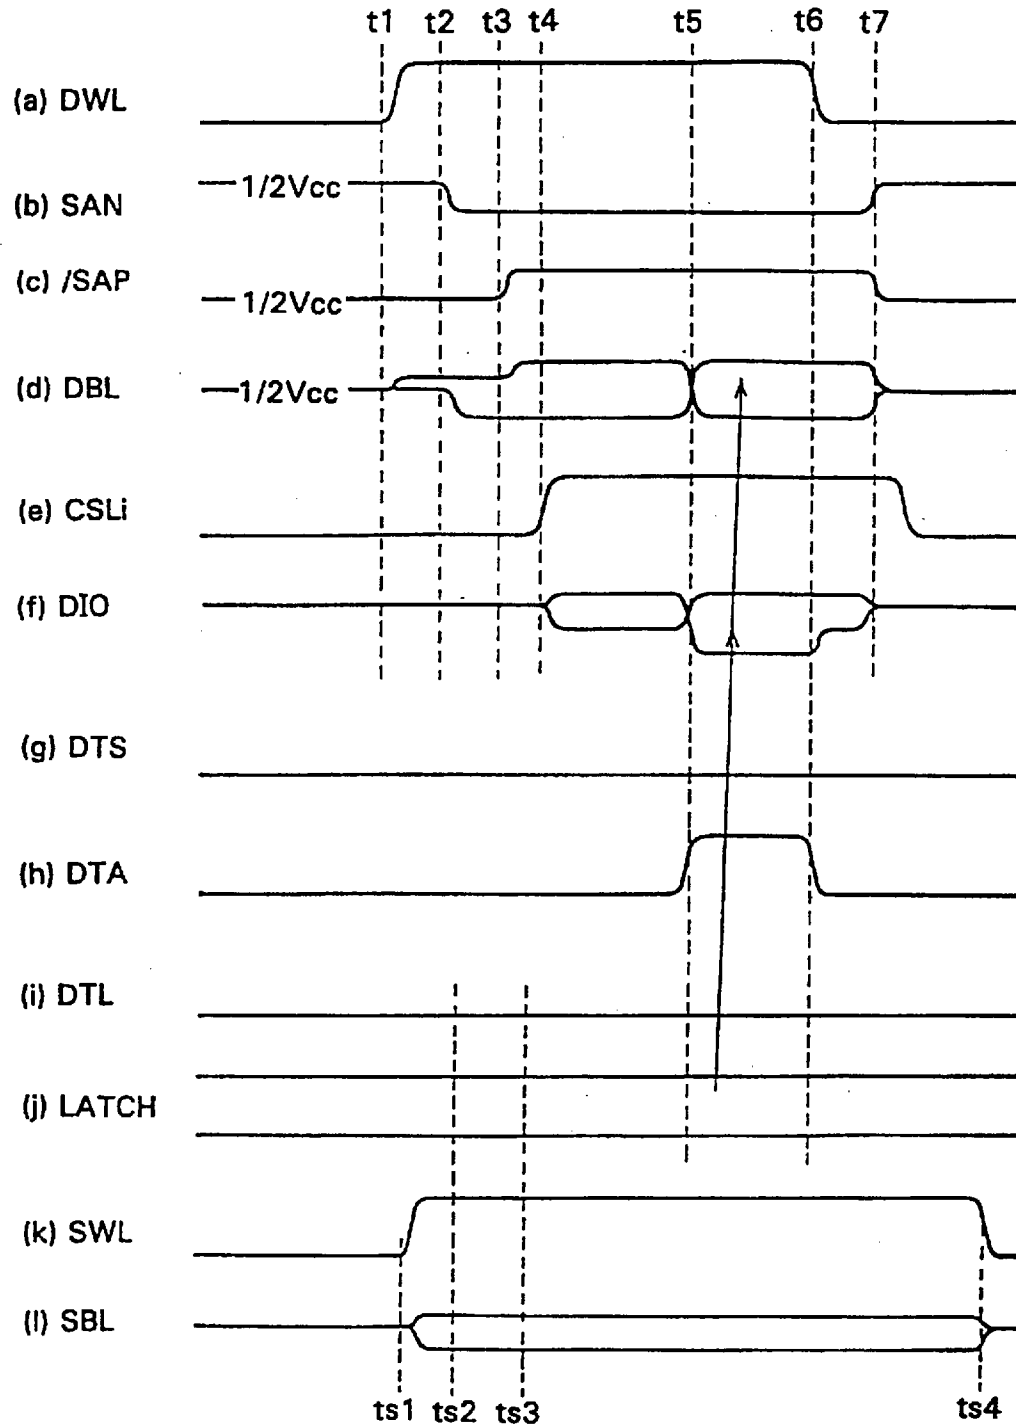 t1 t2 t3 t4 t5 t6 t7
(a) DWL
1/2Vcc
(b) SAN
(c) /SAP
1/2Vcc
(d) DBL
1/2Vcc
(e) CSLi
(f) DIO
(g) DTS
(h) DTA
(i) DTL
(j) LATCH
(k) SWL
(l) SBL
ts1 ts2 ts3 ts4